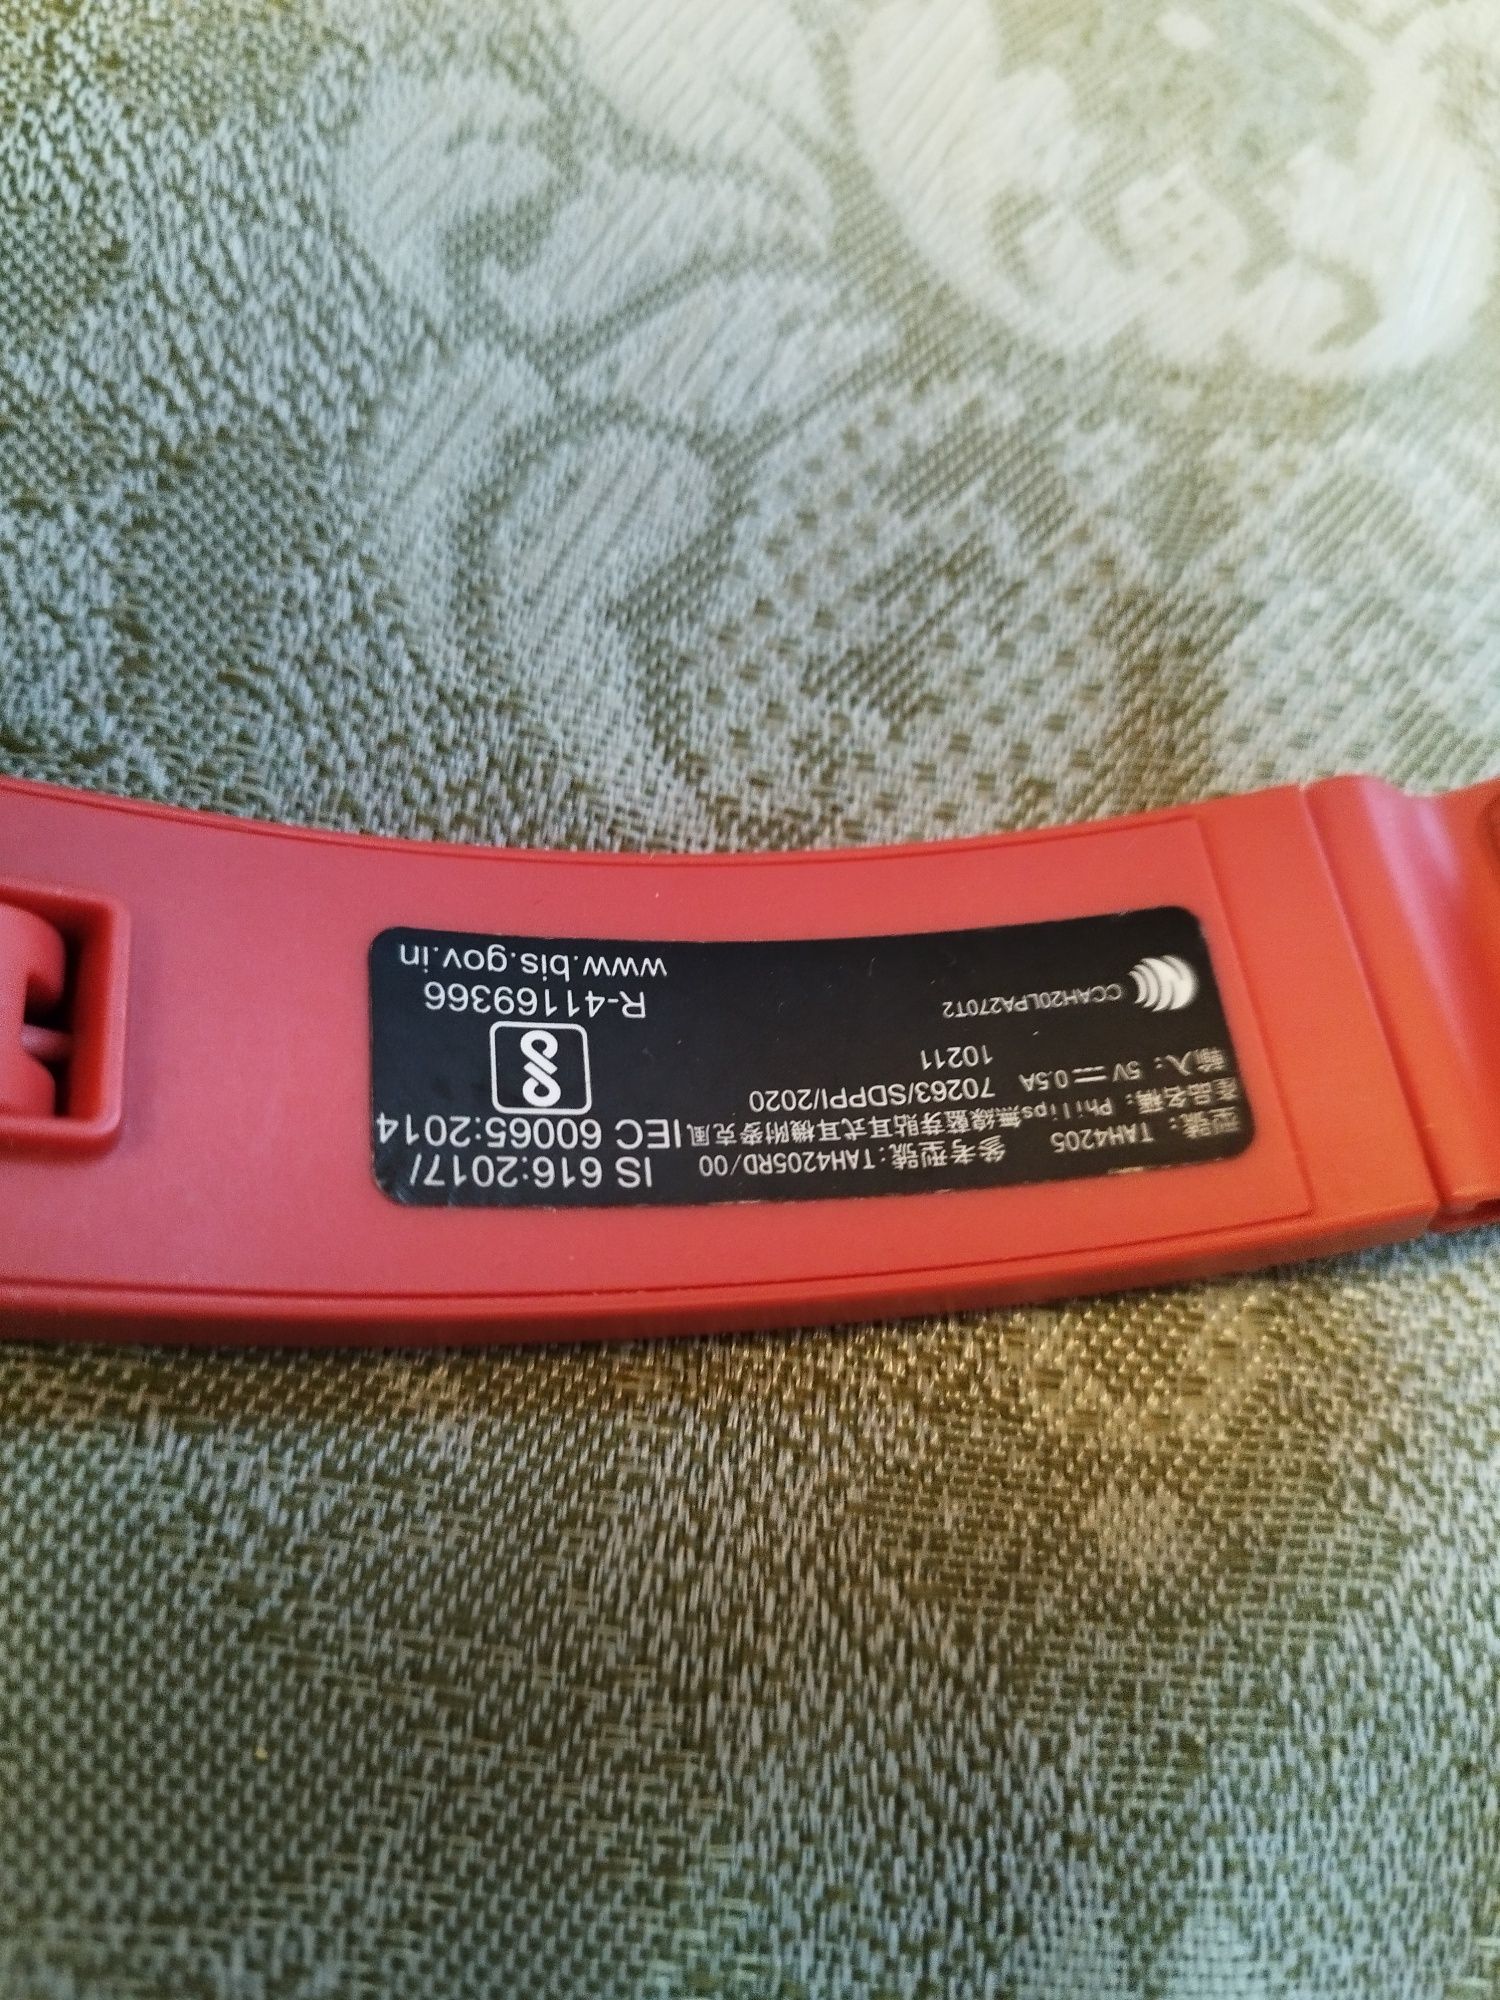 型號： TAH4205 參考型號：TAH4205RD/00
產品名稱：Philips無線藍芽貼耳式耳機附麥克風
輸入：5V⎓0.5A 70263/SDPPI/2020
10211
CCAH20LPA270T2
IS 616:2017/
IEC 60065:2014
R-41169366
www.bis.gov.in